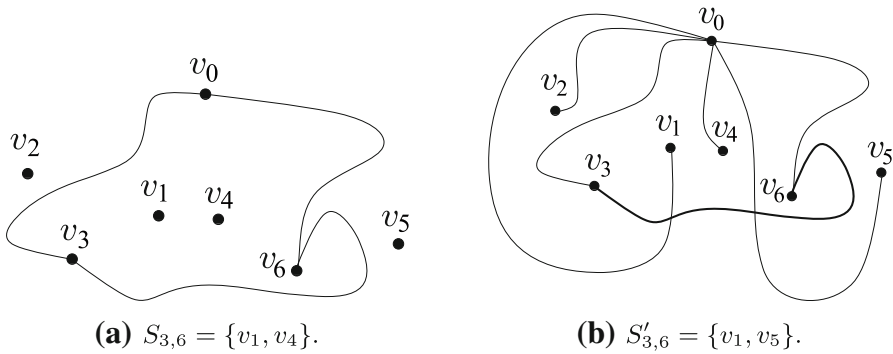 v₀
v₂
v₁ v₄
v₃
v₅
v₆
(a) S₃,₆ = {v₁, v₄}.
v₀
v₂
v₁
v₄
v₅
v₃
v₆
(b) S′₃,₆ = {v₁, v₅}.